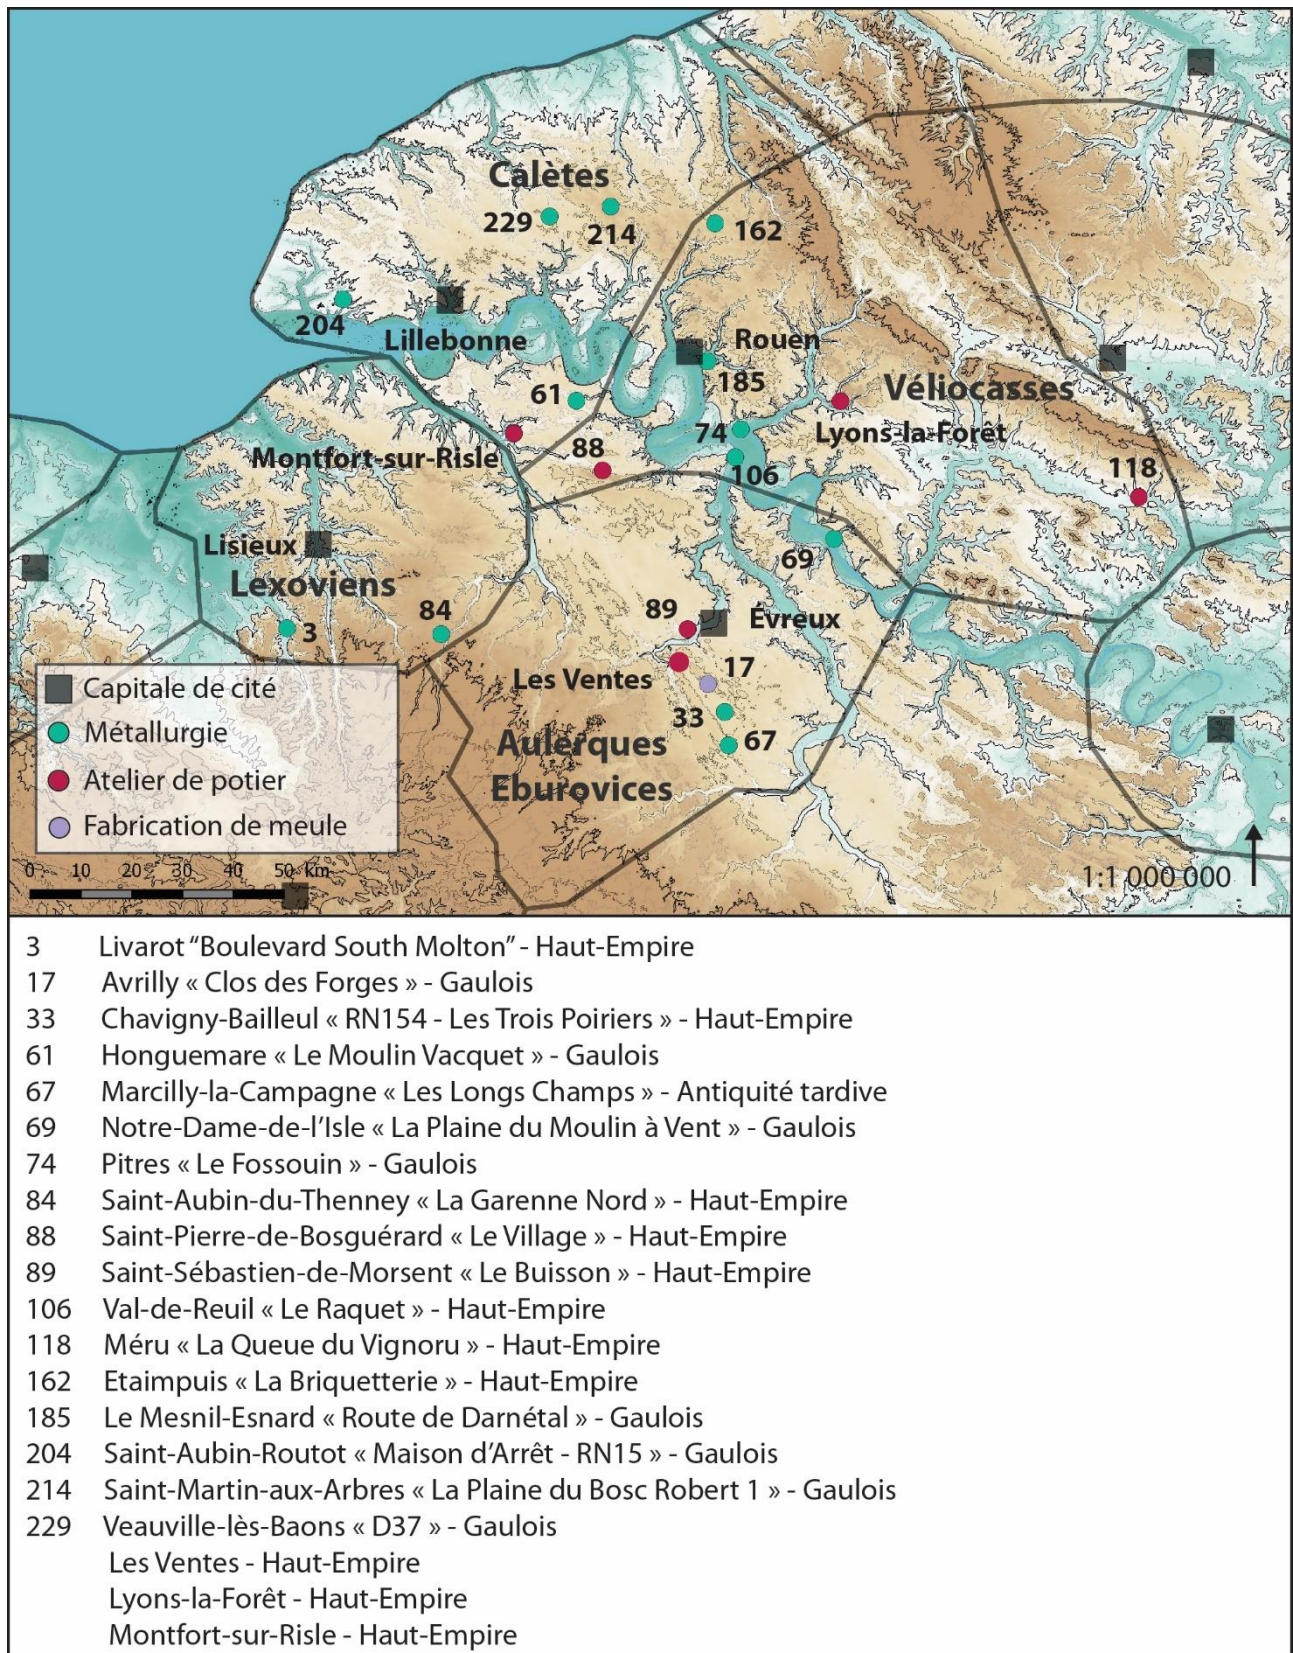 Calètes
229
214
162
204
Lillebonne
Rouen
185
61
Véliocasses
74
Lyons-la-Forêt
Montfort-sur-Risle
88
106
118
Lisieux
69
Lexoviens
84
89
Évreux
3
17
Les Ventes
33
67
Aulerques
Eburovices
Capitale de cité
Métallurgie
Atelier de potier
Fabrication de meule
0 10 20 30 40 50 km
1:1 000 000
3 Livarot “Boulevard South Molton” - Haut-Empire
17 Avrilly « Clos des Forges » - Gaulois
33 Chavigny-Bailleul « RN154 - Les Trois Poiriers » - Haut-Empire
61 Honguemare « Le Moulin Vacquet » - Gaulois
67 Marcilly-la-Campagne « Les Longs Champs » - Antiquité tardive
69 Notre-Dame-de-l’Isle « La Plaine du Moulin à Vent » - Gaulois
74 Pitres « Le Fossouin » - Gaulois
84 Saint-Aubin-du-Thenney « La Garenne Nord » - Haut-Empire
88 Saint-Pierre-de-Bosguérard « Le Village » - Haut-Empire
89 Saint-Sébastien-de-Morsent « Le Buisson » - Haut-Empire
106 Val-de-Reuil « Le Raquet » - Haut-Empire
118 Méru « La Queue du Vignoru » - Haut-Empire
162 Etaimpuis « La Briquetterie » - Haut-Empire
185 Le Mesnil-Esnard « Route de Darnétal » - Gaulois
204 Saint-Aubin-Routot « Maison d’Arrêt - RN15 » - Gaulois
214 Saint-Martin-aux-Arbres « La Plaine du Bosc Robert 1 » - Gaulois
229 Veauville-lès-Baons « D37 » - Gaulois
Les Ventes - Haut-Empire
Lyons-la-Forêt - Haut-Empire
Montfort-sur-Risle - Haut-Empire